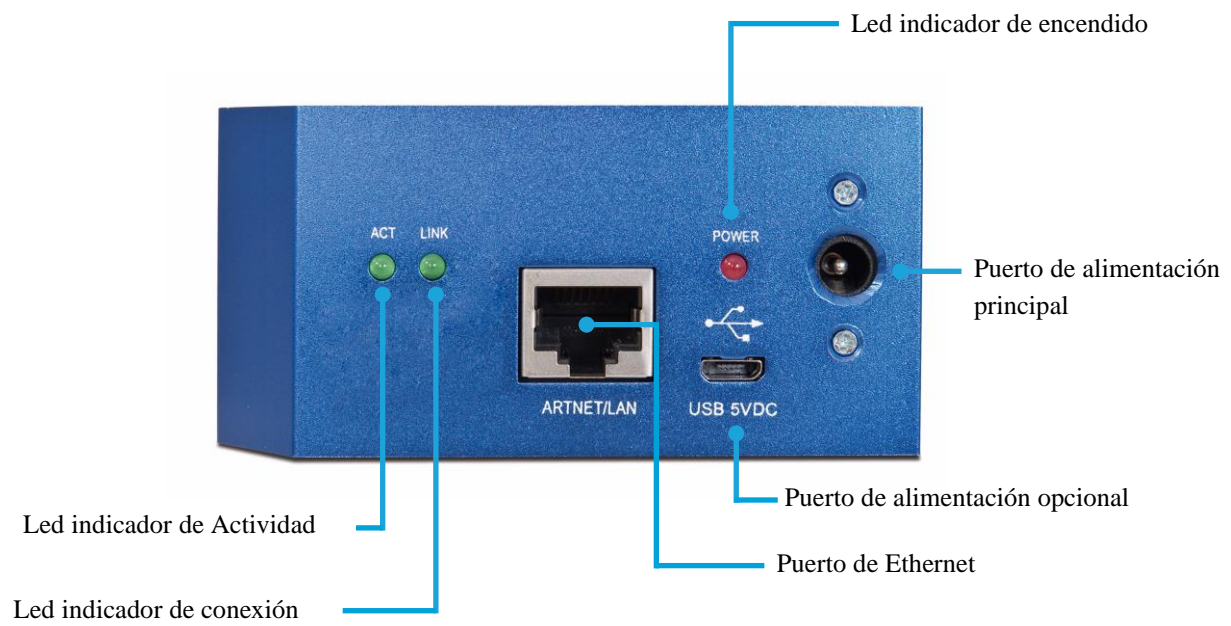 Led indicador de encendido
ACT LINK
POWER
Puerto de alimentación
principal
ARTNET/LAN
USB 5VDC
Puerto de alimentación opcional
Led indicador de Actividad
Puerto de Ethernet
Led indicador de conexión